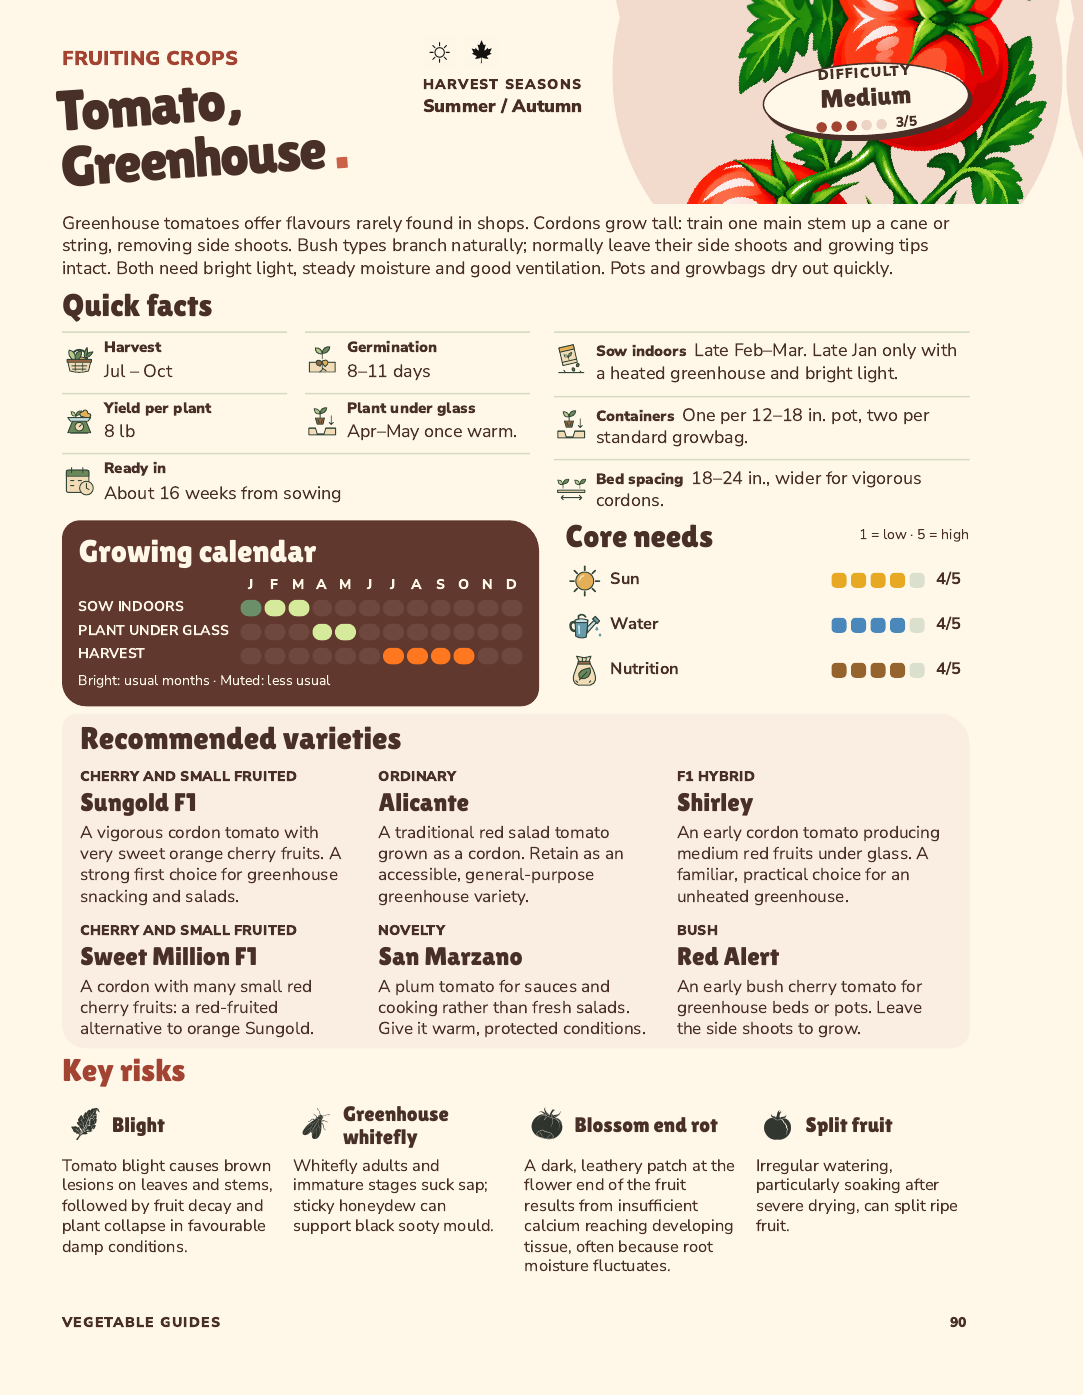 FRUITING CROPS
Tomato,
Greenhouse.
HARVEST SEASONS
Summer / Autumn
DIFFICULTY
Medium
3/5
Greenhouse tomatoes offer flavours rarely found in shops. Cordons grow tall: train one main stem up a cane or
string, removing side shoots. Bush types branch naturally; normally leave their side shoots and growing tips
intact. Both need bright light, steady moisture and good ventilation. Pots and growbags dry out quickly.
Quick facts
Harvest
Jul – Oct
Germination
8–11 days
Yield per plant
8 lb
Plant under glass
Apr–May once warm.
Ready in
About 16 weeks from sowing
Sow indoors Late Feb–Mar. Late Jan only with
a heated greenhouse and bright light.
Containers One per 12–18 in. pot, two per
standard growbag.
Bed spacing 18–24 in., wider for vigorous
cordons.
Growing calendar
J F M A M J J A S O N D
SOW INDOORS
PLANT UNDER GLASS
HARVEST
Bright: usual months · Muted: less usual
Core needs
1 = low · 5 = high
Sun 4/5
Water 4/5
Nutrition 4/5
Recommended varieties
CHERRY AND SMALL FRUITED
Sungold F1
A vigorous cordon tomato with
very sweet orange cherry fruits. A
strong first choice for greenhouse
snacking and salads.
ORDINARY
Alicante
A traditional red salad tomato
grown as a cordon. Retain as an
accessible, general-purpose
greenhouse variety.
F1 HYBRID
Shirley
An early cordon tomato producing
medium red fruits under glass. A
familiar, practical choice for an
unheated greenhouse.
CHERRY AND SMALL FRUITED
Sweet Million F1
A cordon with many small red
cherry fruits: a red-fruited
alternative to orange Sungold.
NOVELTY
San Marzano
A plum tomato for sauces and
cooking rather than fresh salads.
Give it warm, protected conditions.
BUSH
Red Alert
An early bush cherry tomato for
greenhouse beds or pots. Leave
the side shoots to grow.
Key risks
Blight
Tomato blight causes brown
lesions on leaves and stems,
followed by fruit decay and
plant collapse in favourable
damp conditions.
Greenhouse
whitefly
Whitefly adults and
immature stages suck sap;
sticky honeydew can
support black sooty mould.
Blossom end rot
A dark, leathery patch at the
flower end of the fruit
results from insufficient
calcium reaching developing
tissue, often because root
moisture fluctuates.
Split fruit
Irregular watering,
particularly soaking after
severe drying, can split ripe
fruit.
VEGETABLE GUIDES
90